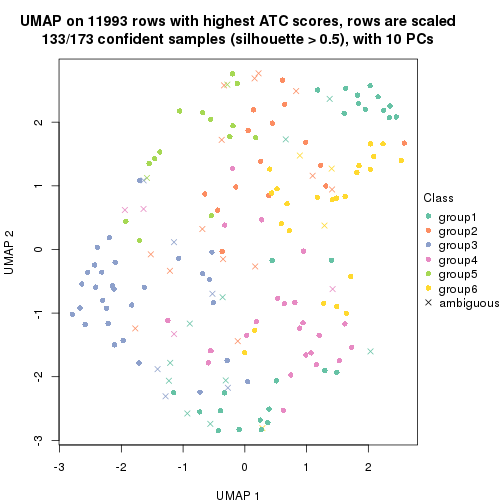 UMAP on 11993 rows with highest ATC scores, rows are scaled
133/173 confident samples (silhouette > 0.5), with 10 PCs
UMAP 2
2
1
0
-1
-2
-3
-3
-2
-1
0
1
2
UMAP 1
Class
group1
group2
group3
group4
group5
group6
ambiguous